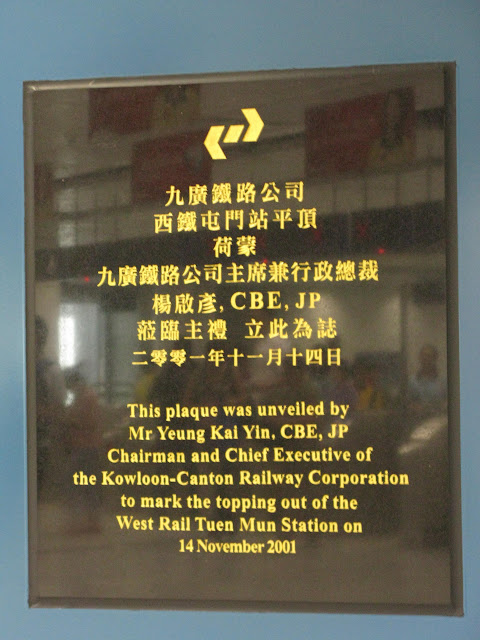 九廣鐵路公司
西鐵屯門站平頂
荷蒙
九廣鐵路公司主席兼行政總裁
楊啟彥, CBE, JP
蒞臨主禮 立此為誌
二零零一年十一月十四日
This plaque was unveiled by
Mr Yeung Kai Yin, CBE, JP
Chairman and Chief Executive of
the Kowloon-Canton Railway Corporation
to mark the topping out of the
West Rail Tuen Mun Station on
14 November 2001